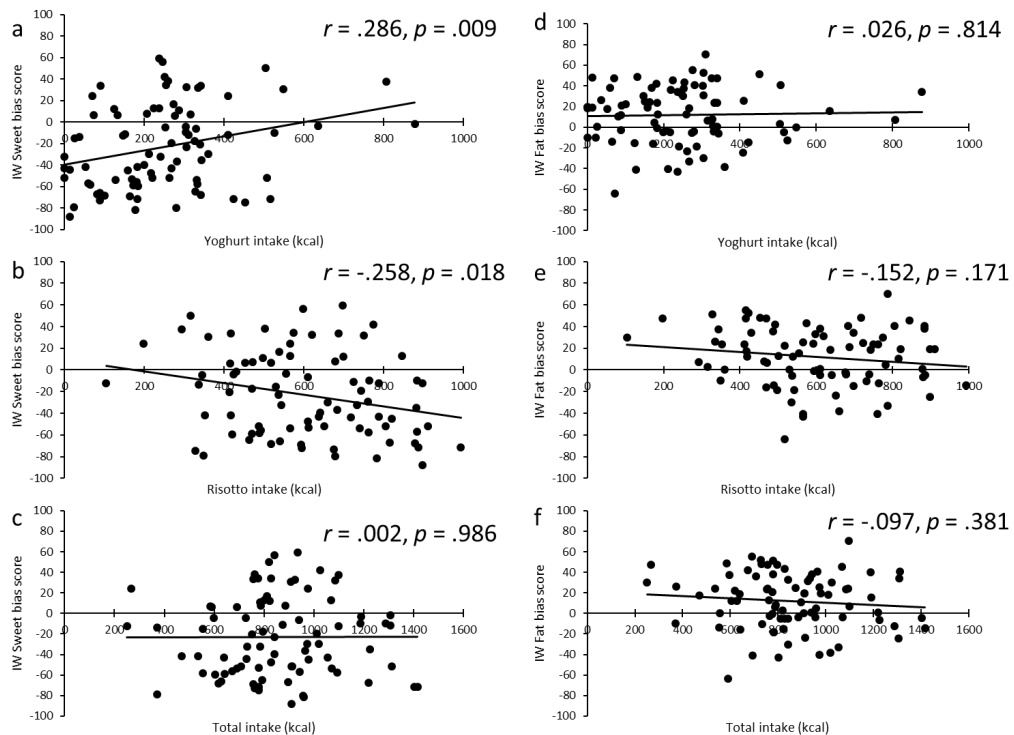 a
r = .286, p = .009
IW Sweet bias score
100
80
60
40
20
0
-20
-40
-60
-80
-100
0 200 400 600 800 1000
Yoghurt intake (kcal)
d
r = .026, p = .814
IW Fat bias score
100
80
60
40
20
0
-20
-40
-60
-80
-100
0 200 400 600 800 1000
Yoghurt intake (kcal)
b
r = -.258, p = .018
IW Sweet bias score
100
80
60
40
20
0
-20
-40
-60
-80
-100
0 200 400 600 800 1000
Risotto intake (kcal)
e
r = -.152, p = .171
IW Fat bias score
100
80
60
40
20
0
-20
-40
-60
-80
-100
0 200 400 600 800 1000
Risotto intake (kcal)
c
r = .002, p = .986
IW Sweet bias score
100
80
60
40
20
0
-20
-40
-60
-80
-100
0 200 400 600 800 1000 1200 1400 1600
Total intake (kcal)
f
r = -.097, p = .381
IW Fat bias score
100
80
60
40
20
0
-20
-40
-60
-80
-100
0 200 400 600 800 1000 1200 1400 1600
Total intake (kcal)